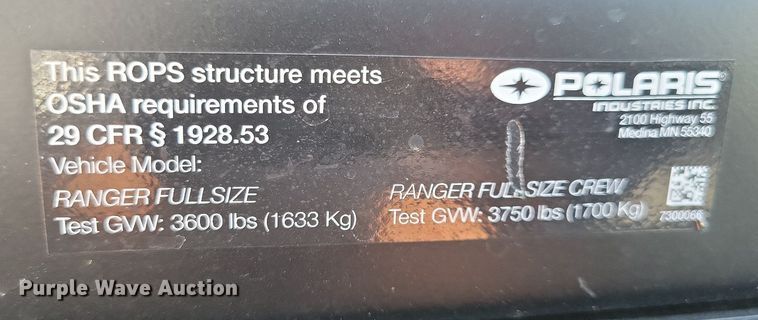 This ROPS structure meets
OSHA requirements of
29 CFR § 1928.53
Vehicle Model:
RANGER FULLSIZE
Test GVW: 3600 lbs (1633 Kg)
POLARIS®
INDUSTRIES INC.
2100 Highway 55
Medina MN 55340
RANGER FULLSIZE CREW
Test GVW: 3750 lbs (1700 Kg)
7300066
Purple Wave Auction